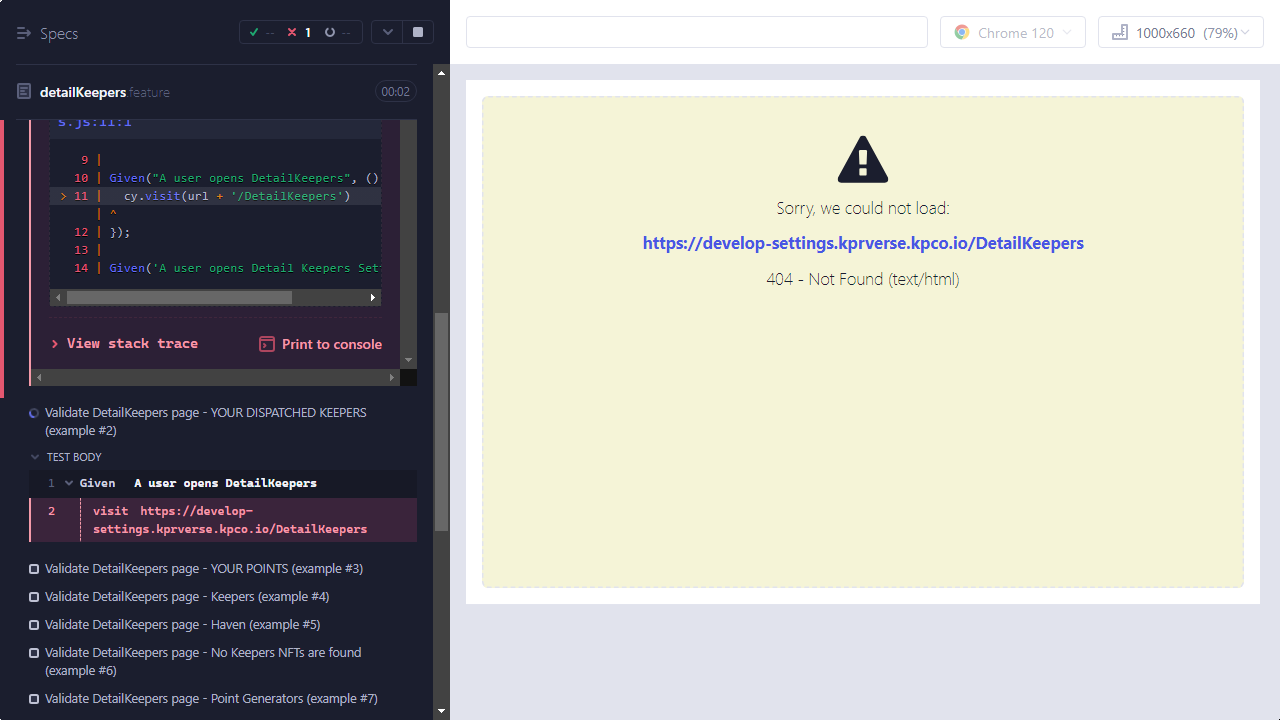 Specs
-- 1 --
detailKeepers.feature 00:02
s.js:11:1
9 |
10 | Given("A user opens DetailKeepers", ()
> 11 | cy.visit(url + '/DetailKeepers')
| ^
12 | });
13 |
14 | Given('A user opens Detail Keepers Set
> View stack trace Print to console
Validate DetailKeepers page - YOUR DISPATCHED KEEPERS
(example #2)
TEST BODY
1 Given A user opens DetailKeepers
2 visit https://develop-
settings.kprverse.kpco.io/DetailKeepers
Validate DetailKeepers page - YOUR POINTS (example #3)
Validate DetailKeepers page - Keepers (example #4)
Validate DetailKeepers page - Haven (example #5)
Validate DetailKeepers page - No Keepers NFTs are found
(example #6)
Validate DetailKeepers page - Point Generators (example #7)
Chrome 120
1000x660 (79%)
Sorry, we could not load:
https://develop-settings.kprverse.kpco.io/DetailKeepers
404 - Not Found (text/html)